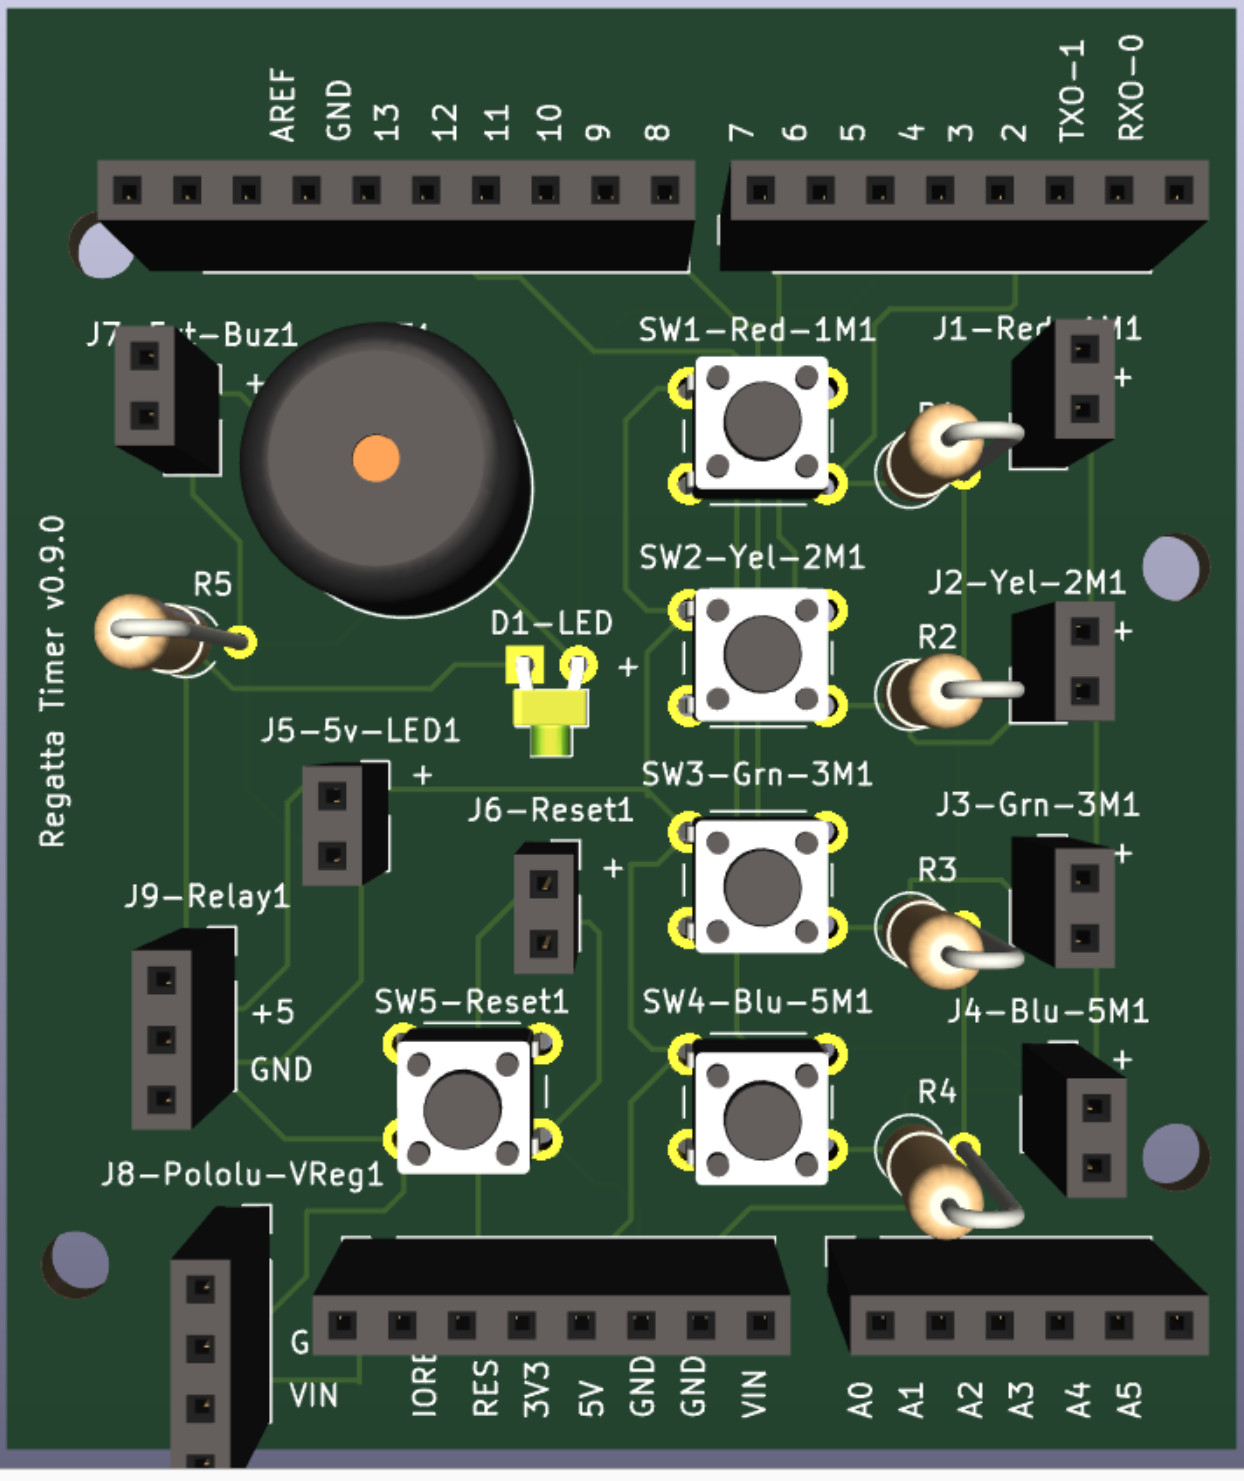 AREF
GND
13
12
11
10
9
8
7
6
5
4
3
2
TXO-1
RXO-0
+
SW1-Red-1M1
+
SW2-Yel-2M1
J2-Yel-2M1
+
R5
D1-LED
+
R2
Regatta Timer v0.9.0
J5-5v-LED1
+
SW3-Grn-3M1
J3-Grn-3M1
+
J6-Reset1
+
R3
J9-Relay1
+5
GND
SW5-Reset1
SW4-Blu-5M1
J4-Blu-5M1
+
R4
J8-Pololu-VReg1
G
VIN
RES
3V3
5V
GND
GND
VIN
A0
A1
A2
A3
A4
A5